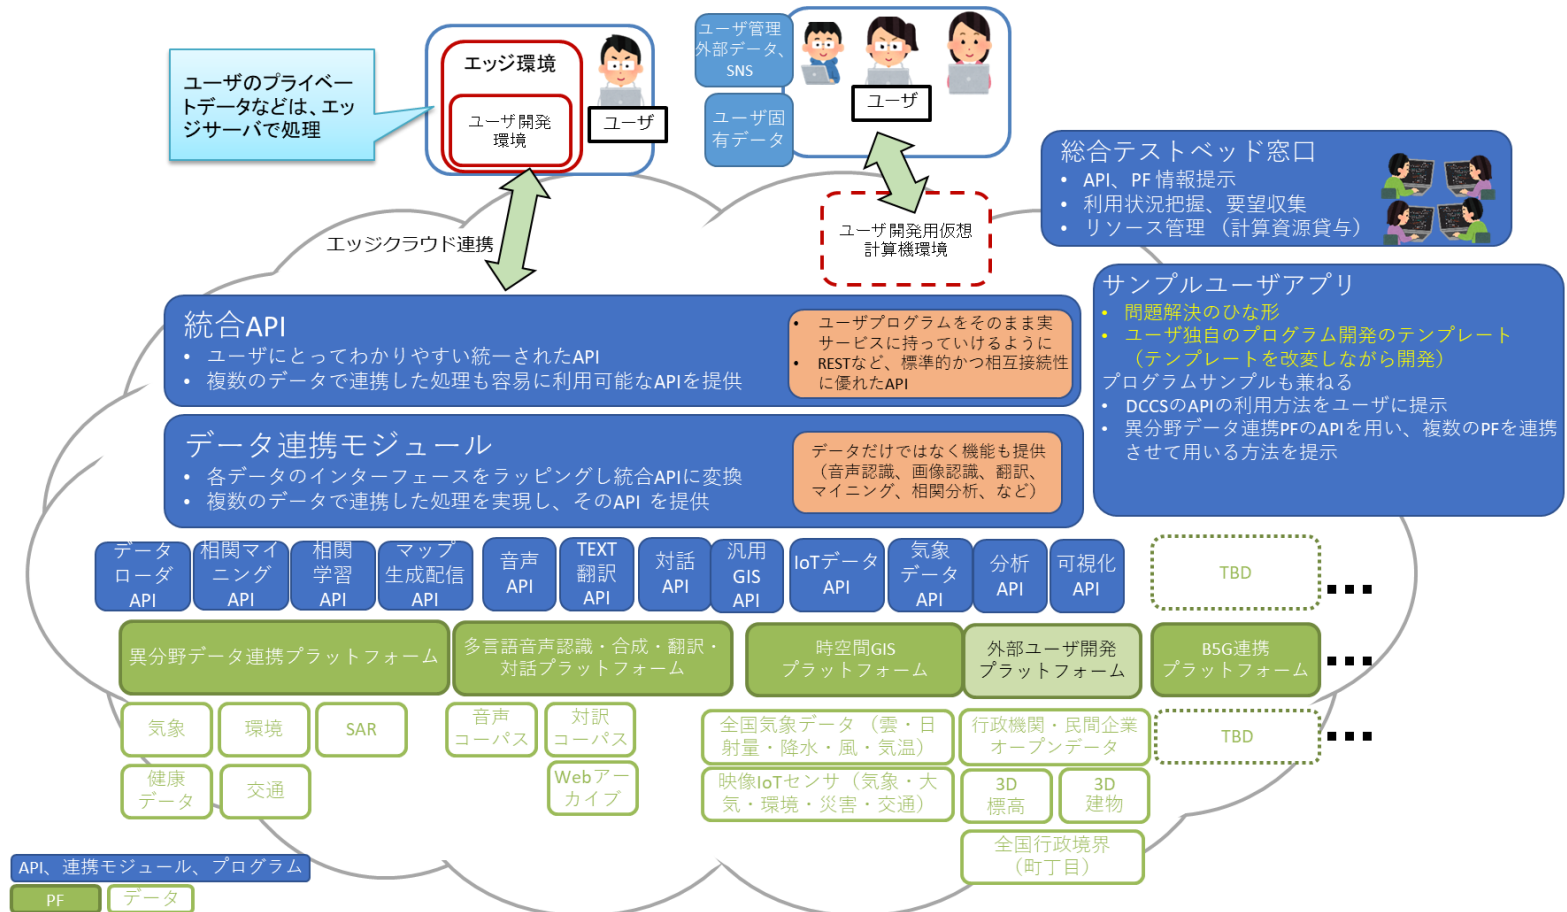 ユーザのプライベー
トデータなどは、エッ
ジサーバで処理
エッジ環境
ユーザ開発
環境
ユーザ
ユーザ管理
外部データ、
SNS
ユーザ固
有データ
ユーザ
エッジクラウド連携
ユーザ開発用仮想
計算機環境
総合テストベッド窓口
• API、PF 情報提示
• 利用状況把握、要望収集
• リソース管理 （計算資源貸与）
統合API
• ユーザにとってわかりやすい統一されたAPI
• 複数のデータで連携した処理も容易に利用可能なAPIを提供
• ユーザプログラムをそのまま実
サービスに持っていけるように
• RESTなど、標準的かつ相互接続性
に優れたAPI
サンプルユーザアプリ
• 問題解決のひな形
• ユーザ独自のプログラム開発のテンプレート
（テンプレートを改変しながら開発）
プログラムサンプルも兼ねる
• DCCSのAPIの利用方法をユーザに提示
• 異分野データ連携PFのAPIを用い、複数のPFを連携
させて用いる方法を提示
データ連携モジュール
• 各データのインターフェースをラッピングし統合APIに変換
• 複数のデータで連携した処理を実現し、そのAPI を提供
データだけではなく機能も提供
（音声認識、画像認識、翻訳、
マイニング、相関分析、など）
データ
ローダ
API
相関マイ
ニング
API
相関
学習
API
マップ
生成配信
API
音声
API
TEXT
翻訳
API
対話
API
汎用
GIS
API
IoTデータ
API
気象
データ
API
分析
API
可視化
API
TBD
異分野データ連携プラットフォーム
多言語音声認識・合成・翻訳・
対話プラットフォーム
時空間GIS
プラットフォーム
外部ユーザ開発
プラットフォーム
B5G連携
プラットフォーム
気象
環境
SAR
健康
データ
交通
音声
コーパス
対訳
コーパス
Webアー
カイブ
全国気象データ（雲・日
射量・降水・風・気温）
映像IoTセンサ（気象・大
気・環境・災害・交通）
行政機関・民間企業
オープンデータ
3D
標高
3D
建物
全国行政境界
（町丁目）
TBD
API、連携モジュール、プログラム
PF
データ